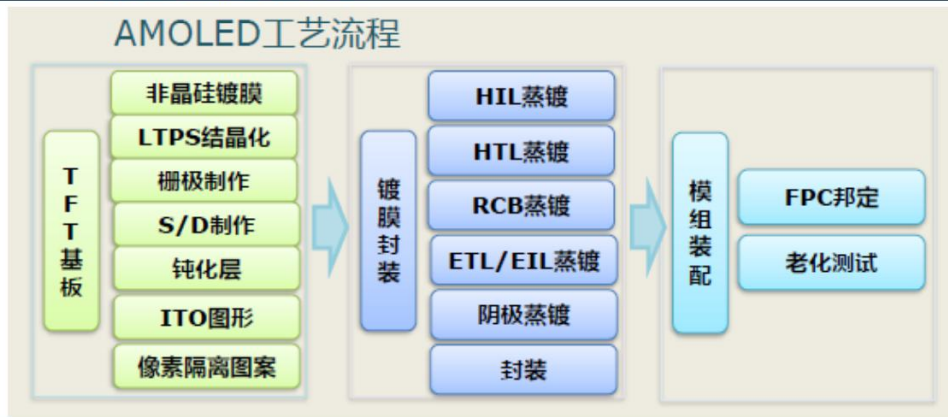 AMOLED工艺流程
TFT基板
非晶硅镀膜
LTPS结晶化
栅极制作
S/D制作
钝化层
ITO图形
像素隔离图案
镀膜封装
HIL蒸镀
HTL蒸镀
RCB蒸镀
ETL/EIL蒸镀
阴极蒸镀
封装
模组装配
FPC邦定
老化测试